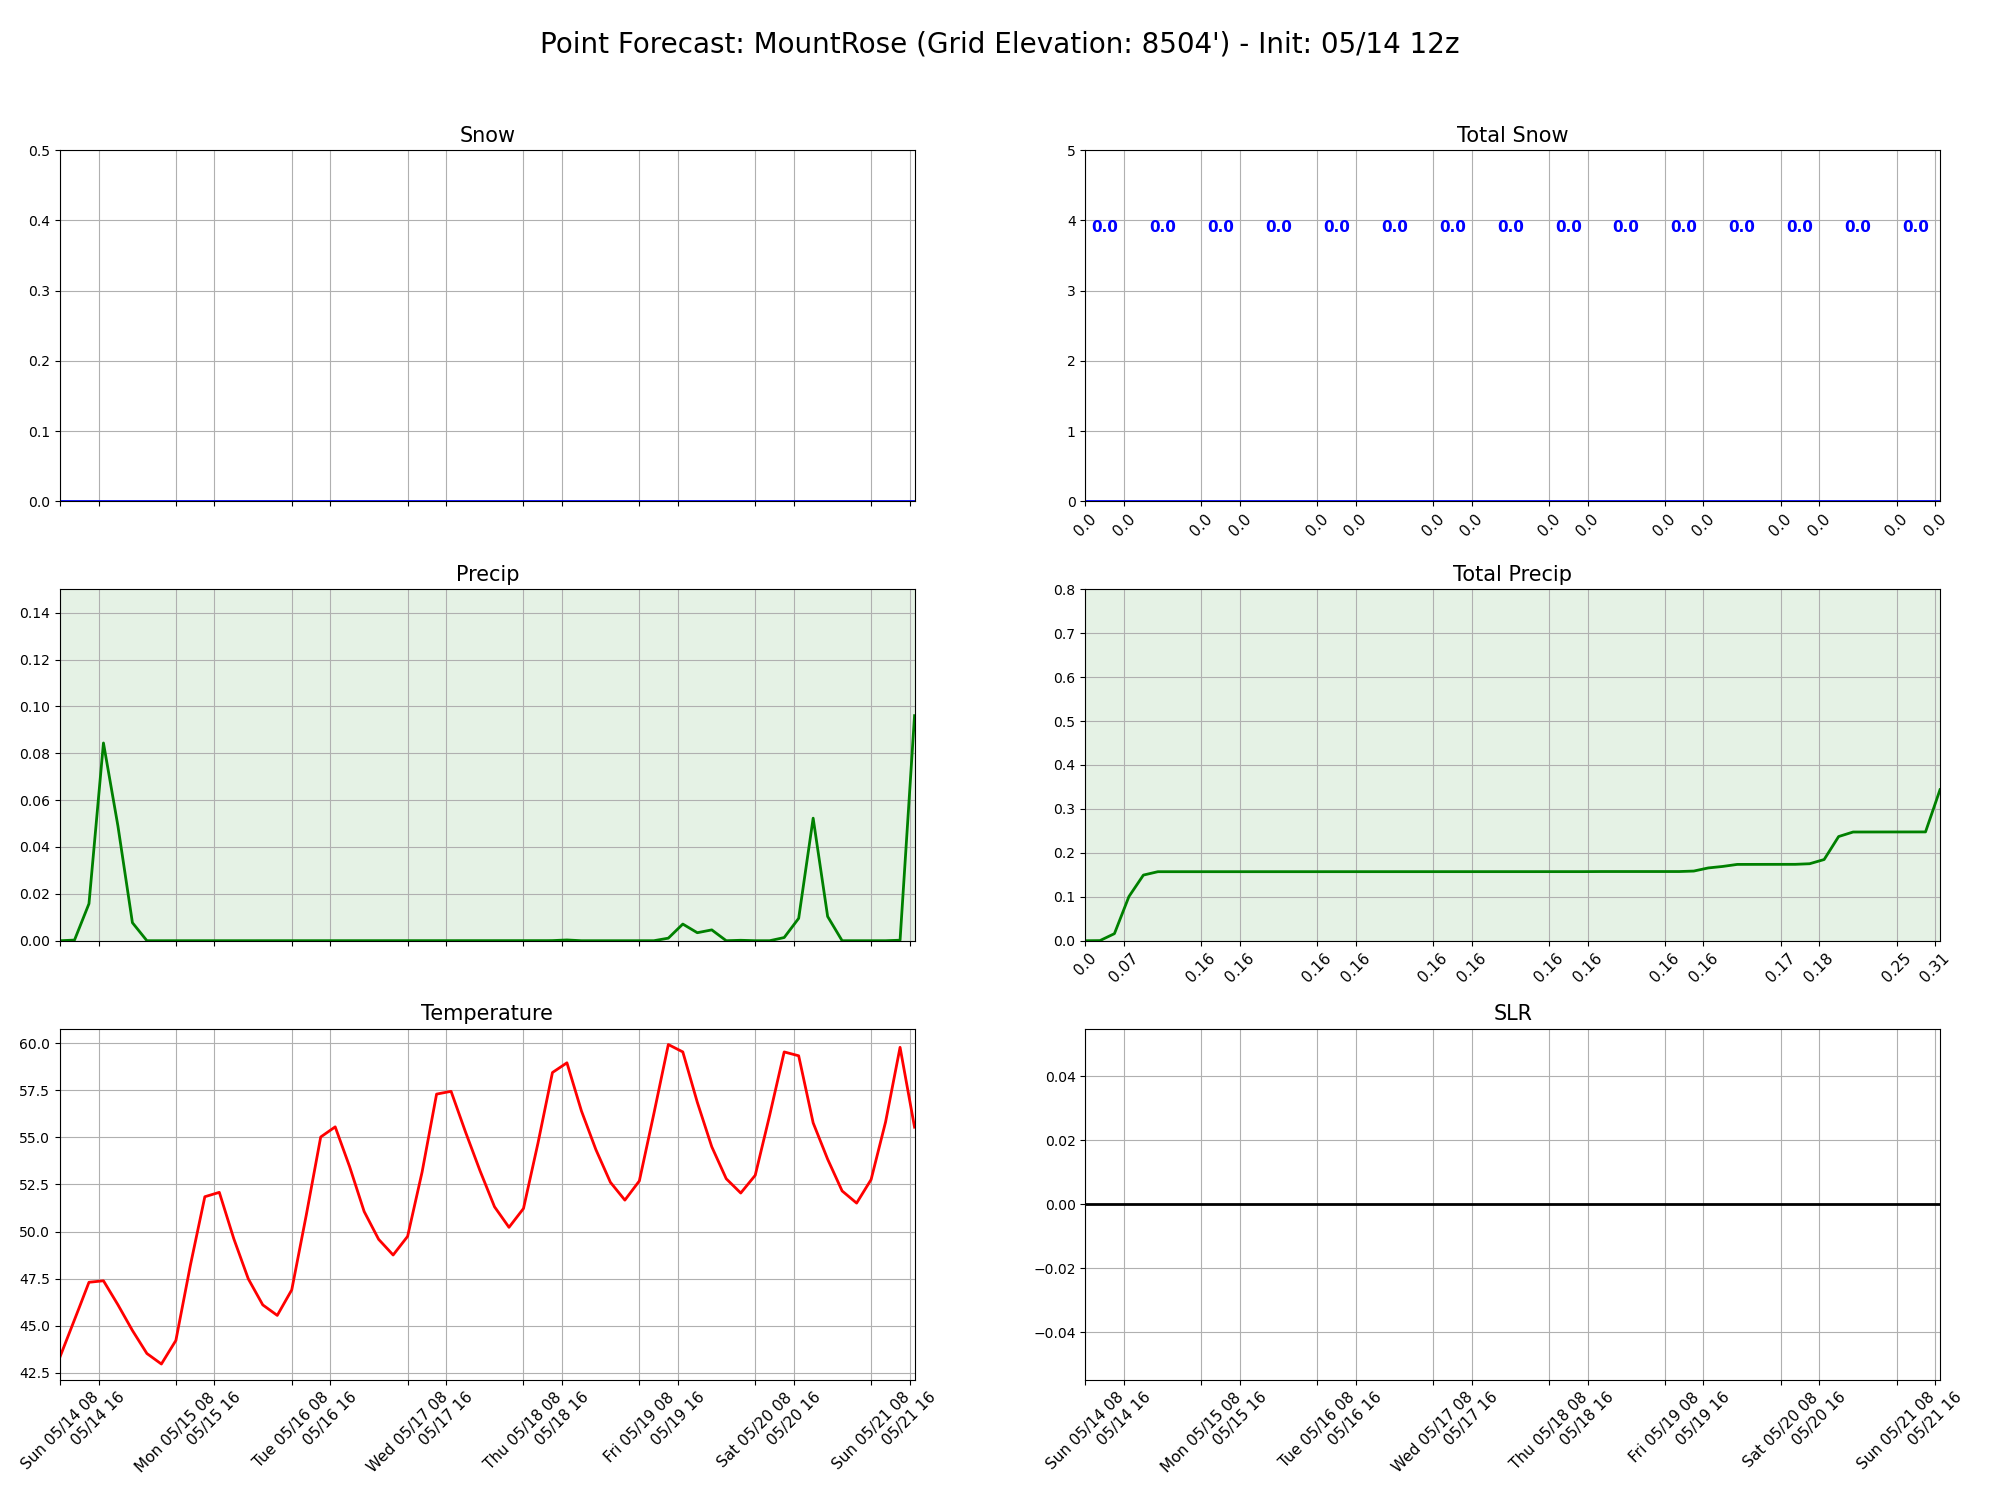 Point Forecast: MountRose (Grid Elevation: 8504') - Init: 05/14 12z
Snow
0.5
0.4
0.3
0.2
0.1
0.0
Total Snow
5
4
3
2
1
0
0.0 0.0 0.0 0.0 0.0 0.0 0.0 0.0 0.0 0.0 0.0 0.0 0.0 0.0 0.0
0.0 0.0 0.0 0.0 0.0 0.0 0.0 0.0 0.0 0.0 0.0 0.0 0.0 0.0 0.0 0.0
Precip
0.14
0.12
0.10
0.08
0.06
0.04
0.02
0.00
Total Precip
0.8
0.7
0.6
0.5
0.4
0.3
0.2
0.1
0.0
0.0 0.07 0.16 0.16 0.16 0.16 0.16 0.16 0.16 0.16 0.16 0.16 0.17 0.18 0.25 0.31
Temperature
60.0
57.5
55.0
52.5
50.0
47.5
45.0
42.5
Sun 05/14 08
05/14 16
Mon 05/15 08
05/15 16
Tue 05/16 08
05/16 16
Wed 05/17 08
05/17 16
Thu 05/18 08
05/18 16
Fri 05/19 08
05/19 16
Sat 05/20 08
05/20 16
Sun 05/21 08
05/21 16
SLR
0.04
0.02
0.00
−0.02
−0.04
Sun 05/14 08
05/14 16
Mon 05/15 08
05/15 16
Tue 05/16 08
05/16 16
Wed 05/17 08
05/17 16
Thu 05/18 08
05/18 16
Fri 05/19 08
05/19 16
Sat 05/20 08
05/20 16
Sun 05/21 08
05/21 16